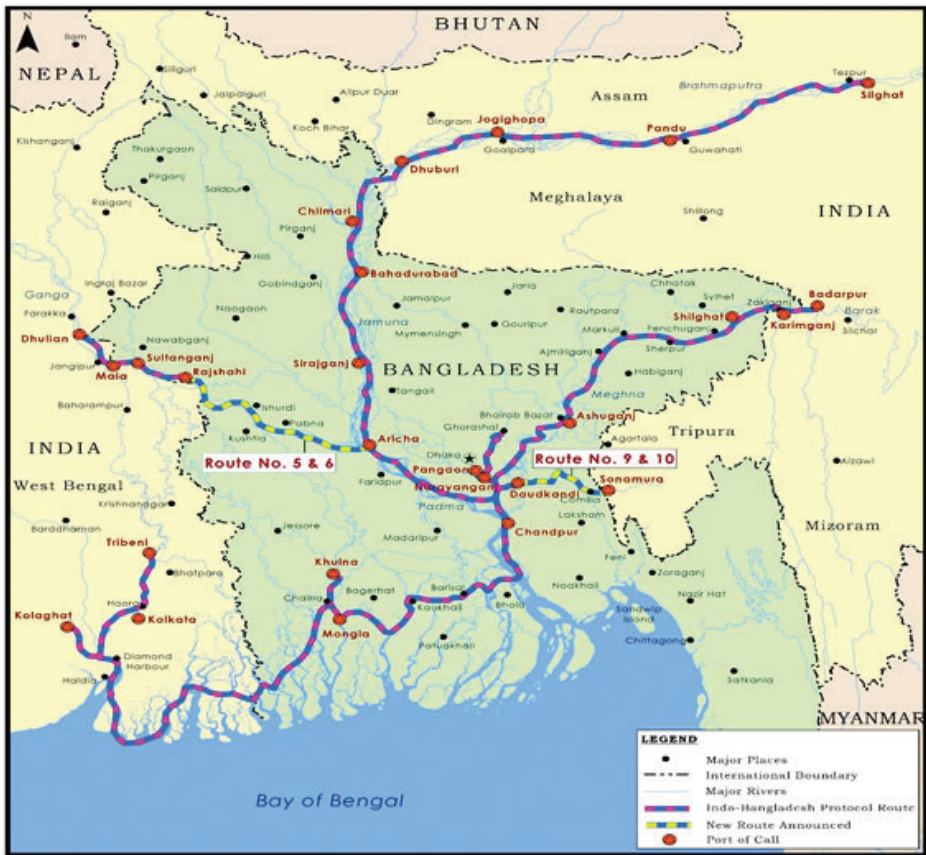 N
BHUTAN
Ilam
NEPAL
Siliguri
Jalpaiguri
Alipur Duar
Koch Bihar
Assam
Brahmaputra
Tezpur
Silghat
Dingram
Jogighopa
Goalpara
Pandu
Guwahati
Kishanganj
Thakurgaon
Pirganj
Saidpur
Dhuburi
Meghalaya
Raiganj
Chilmari
Pirganj
Shillong
INDIA
Hilli
Bahadurabad
Gobindganj
Ingraj Bazar
Ganga
Farakka
Naogaon
Jamalpur
Jaria
Chhatak
Sylhet
Zakiganj
Badarpur
Dhulian
Nawabganj
Jamuna
Mymensingh
Gouripur
Rautpara
Markuli
Fenchuganj
Shilghat
Karimganj
Barak
Silchar
Sultanganj
Jangipur
Maia
Rajshahi
Sirajganj
BANGLADESH
Ajmiriganj
Sherpur
Habiganj
Tangail
Baharampur
Ishurdi
Pabna
Kushtia
Meghna
Bhairab Bazar
Ashuganj
Ghorashal
INDIA
West Bengal
Route No. 5 & 6
Aricha
Dhaka
Pangaon
Narayanganj
Route No. 9 & 10
Agartala
Tripura
Aizawl
Faridpur
Daudkandi
Sonamura
Comilla
Krishnanagar
Padma
Laksham
Mizoram
Barddhaman
Jessore
Chandpur
Madaripur
Tribeni
Bhatpara
Khulna
Feni
Zoraganj
Noakhali
Bagerhat
Barisal
Chalna
Kaukhali
Bhola
Nazir Hat
Kolaghat
Haora
Kolkata
Mongla
Sandwip
Island
Patuakhali
Chittagong
Diamond
Harbour
Haldia
Satkania
MYANMAR
Bay of Bengal
LEGEND
Major Places
International Boundary
Major Rivers
Indo-Bangladesh Protocol Route
New Route Announced
Port of Call